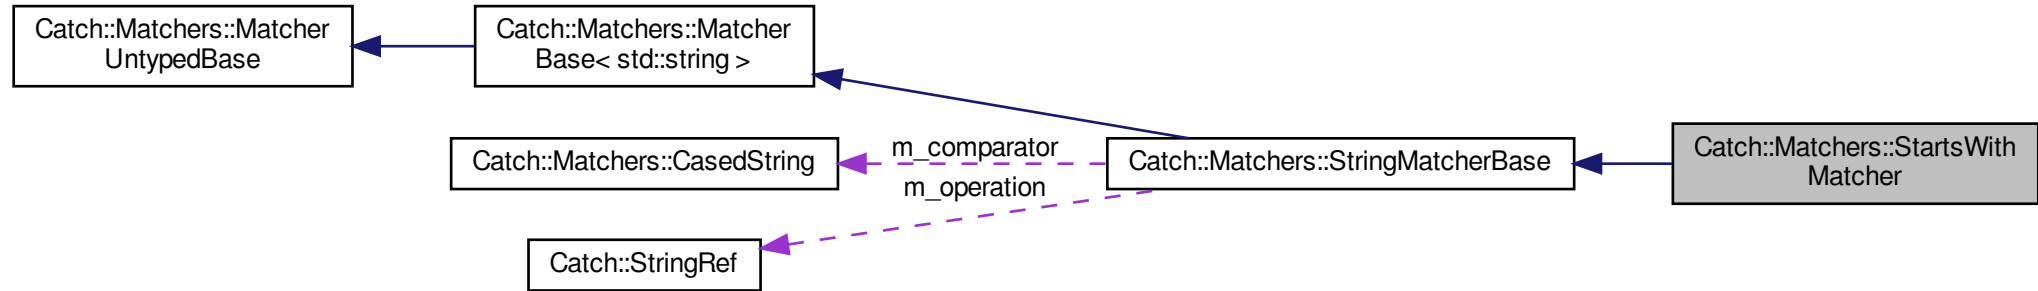 Catch::Matchers::Matcher
UntypedBase
Catch::Matchers::Matcher
Base< std::string >
Catch::Matchers::CasedString
m_comparator
m_operation
Catch::StringRef
Catch::Matchers::StringMatcherBase
Catch::Matchers::StartsWith
Matcher